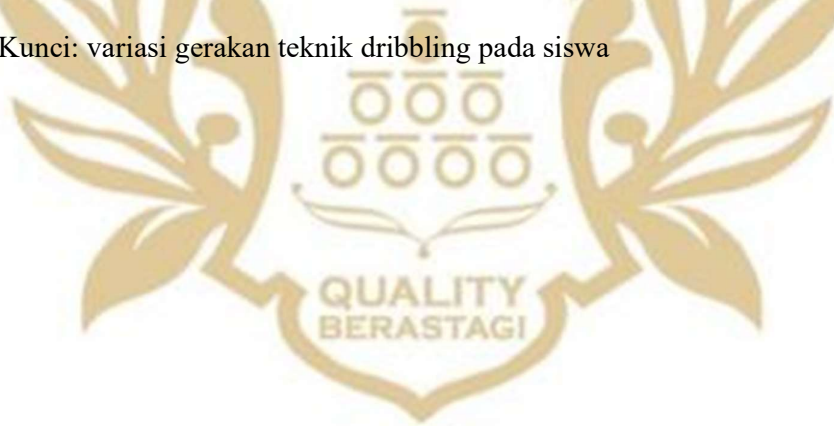 Kunci: variasi gerakan teknik dribbling pada siswa
QUALITY
BERASTAGI